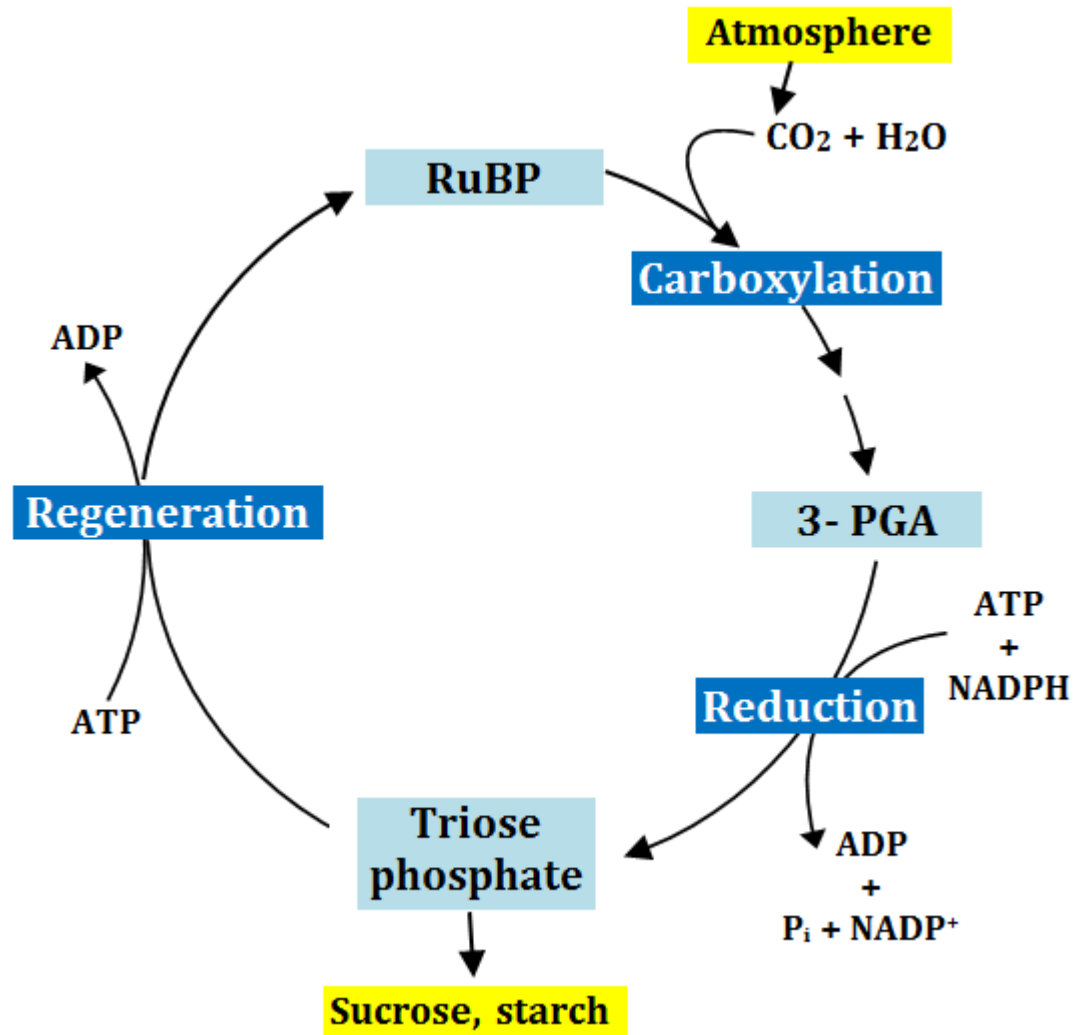 Atmosphere
CO₂ + H₂O
RuBP
Carboxylation
ADP
Regeneration
3- PGA
ATP
+
NADPH
Reduction
ATP
Triose
phosphate
ADP
+
Pᵢ + NADP⁺
Sucrose, starch